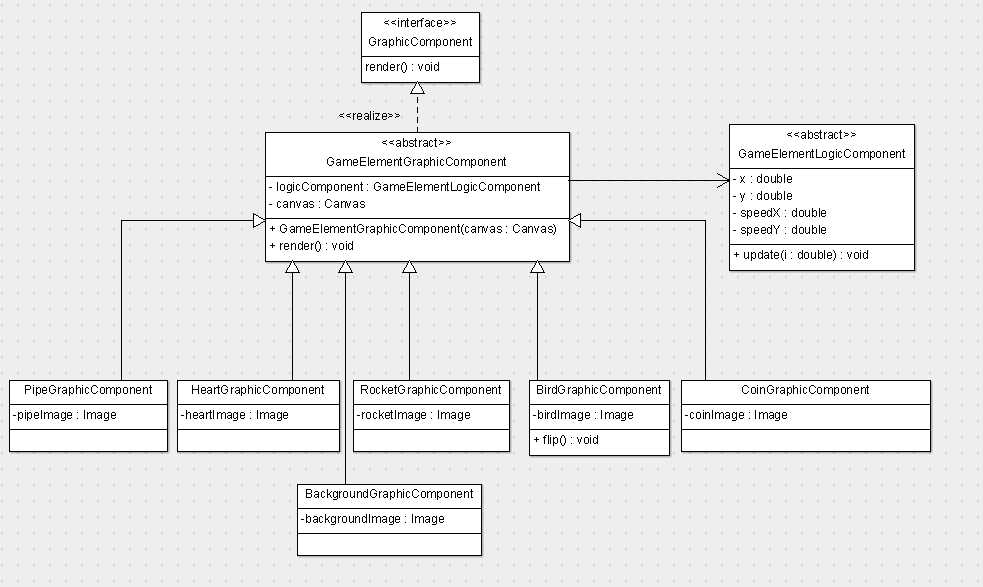 <<interface>>
GraphicComponent
render() : void
<<realize>>
<<abstract>>
GameElementGraphicComponent
- logicComponent : GameElementLogicComponent
- canvas : Canvas
+ GameElementGraphicComponent(canvas : Canvas)
+ render() : void
<<abstract>>
GameElementLogicComponent
- x : double
- y : double
- speedX : double
- speedY : double
+ update(i : double) : void
PipeGraphicComponent
-pipeImage : Image
HeartGraphicComponent
-heartImage : Image
RocketGraphicComponent
-rocketImage : Image
BirdGraphicComponent
-birdImage : Image
+ flip() : void
CoinGraphicComponent
-coinImage : Image
BackgroundGraphicComponent
-backgroundImage : Image